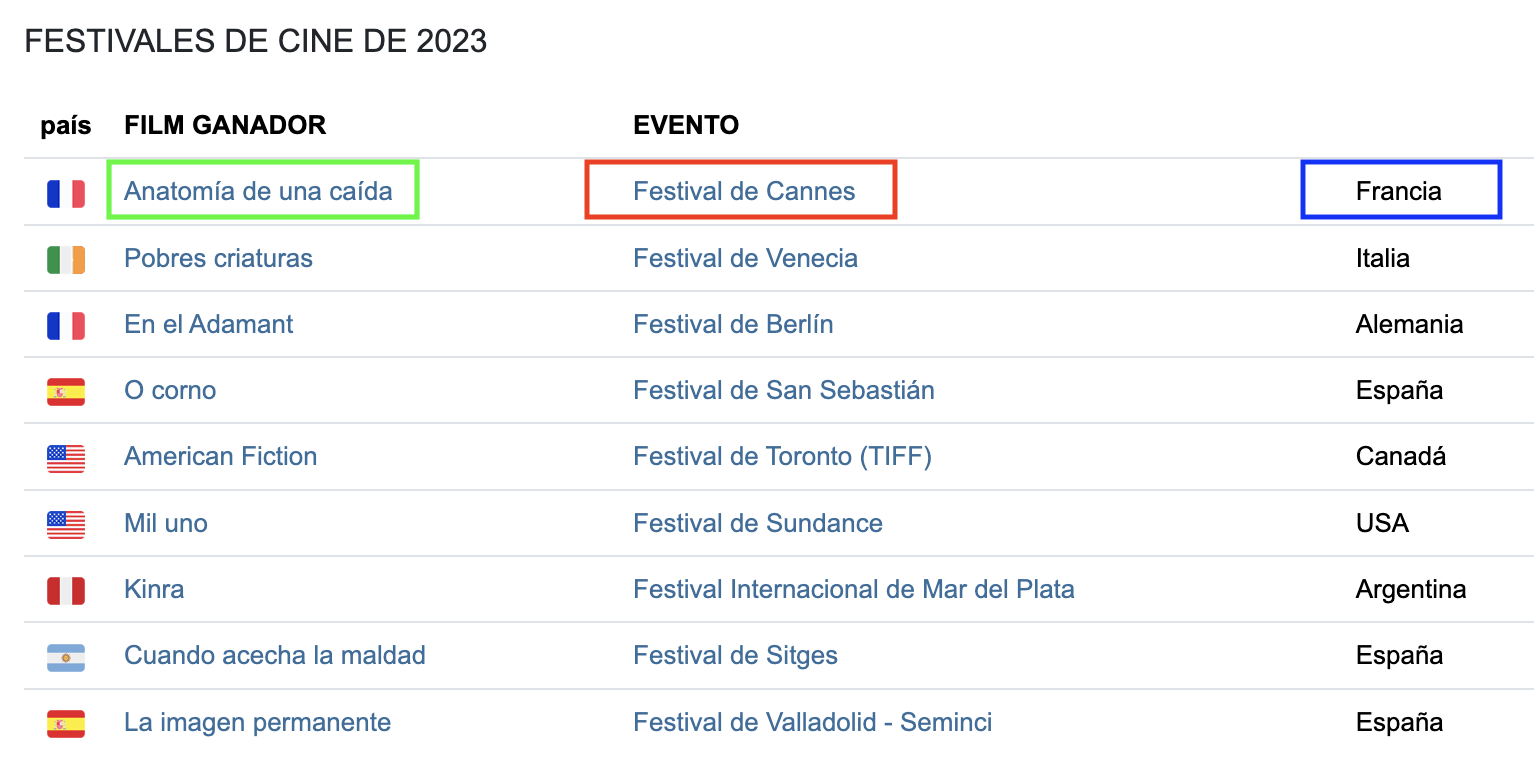 FESTIVALES DE CINE DE 2023
país FILM GANADOR EVENTO
Anatomía de una caída Festival de Cannes Francia
Pobres criaturas Festival de Venecia Italia
En el Adamant Festival de Berlín Alemania
O corno Festival de San Sebastián España
American Fiction Festival de Toronto (TIFF) Canadá
Mil uno Festival de Sundance USA
Kinra Festival Internacional de Mar del Plata Argentina
Cuando acecha la maldad Festival de Sitges España
La imagen permanente Festival de Valladolid - Seminci España